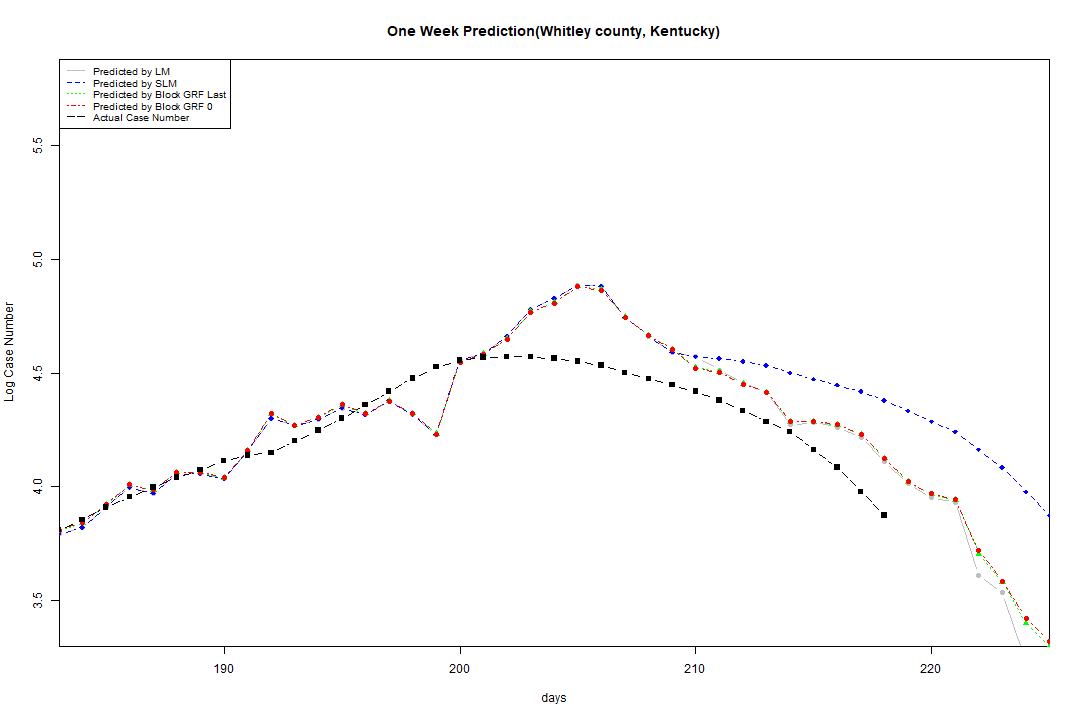 One Week Prediction(Whitley county, Kentucky)
Predicted by LM
Predicted by SLM
Predicted by Block GRF Last
Predicted by Block GRF 0
Actual Case Number
5.5
5.0
4.5
4.0
3.5
Log Case Number
190
200
210
220
days